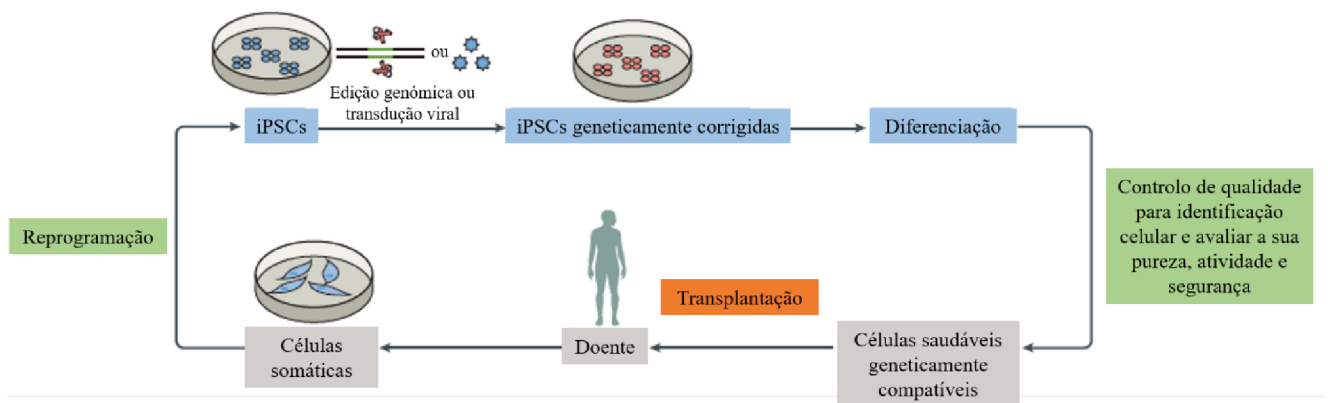 ou
Edição genómica ou
transdução viral
iPSCs
iPSCs geneticamente corrigidas
Diferenciação
Controlo de qualidade
para identificação
celular e avaliar a sua
pureza, atividade e
segurança
Reprogramação
Transplantação
Células
somáticas
Doente
Células saudáveis
geneticamente
compatíveis